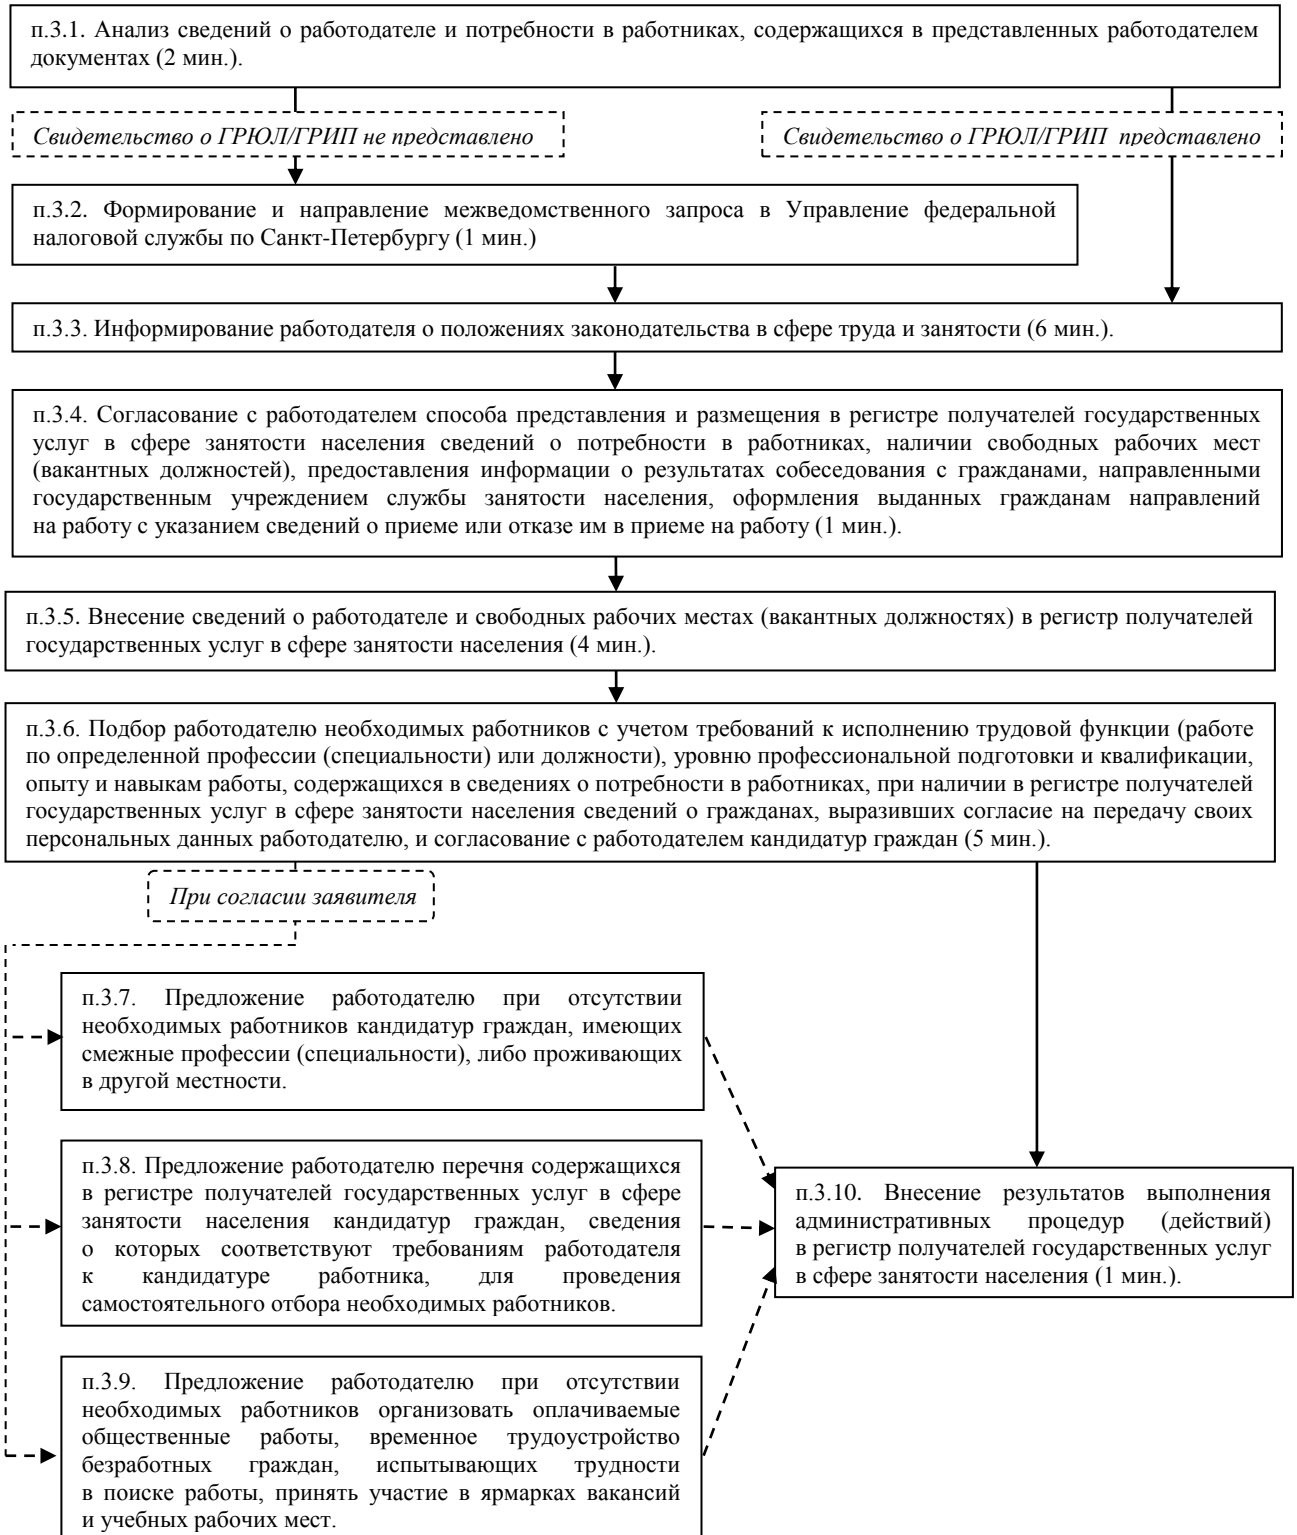 п.3.1. Анализ сведений о работодателе и потребности в работниках, содержащихся в представленных работодателем
документах (2 мин.).
Свидетельство о ГРЮЛ/ГРИП не представлено
Свидетельство о ГРЮЛ/ГРИП представлено
п.3.2. Формирование и направление межведомственного запроса в Управление федеральной
налоговой службы по Санкт-Петербургу (1 мин.)
п.3.3. Информирование работодателя о положениях законодательства в сфере труда и занятости (6 мин.).
п.3.4. Согласование с работодателем способа представления и размещения в регистре получателей государственных
услуг в сфере занятости населения сведений о потребности в работниках, наличии свободных рабочих мест
(вакантных должностей), предоставления информации о результатах собеседования с гражданами, направленными
государственным учреждением службы занятости населения, оформления выданных гражданам направлений
на работу с указанием сведений о приеме или отказе им в приеме на работу (1 мин.).
п.3.5. Внесение сведений о работодателе и свободных рабочих местах (вакантных должностях) в регистр получателей
государственных услуг в сфере занятости населения (4 мин.).
п.3.6. Подбор работодателю необходимых работников с учетом требований к исполнению трудовой функции (работе
по определенной профессии (специальности) или должности), уровню профессиональной подготовки и квалификации,
опыту и навыкам работы, содержащихся в сведениях о потребности в работниках, при наличии в регистре получателей
государственных услуг в сфере занятости населения сведений о гражданах, выразивших согласие на передачу своих
персональных данных работодателю, и согласование с работодателем кандидатур граждан (5 мин.).
При согласии заявителя
п.3.7. Предложение работодателю при отсутствии
необходимых работников кандидатур граждан, имеющих
смежные профессии (специальности), либо проживающих
в другой местности.
п.3.8. Предложение работодателю перечня содержащихся
в регистре получателей государственных услуг в сфере
занятости населения кандидатур граждан, сведения
о которых соответствуют требованиям работодателя
к кандидатуре работника, для проведения
самостоятельного отбора необходимых работников.
п.3.9. Предложение работодателю при отсутствии
необходимых работников организовать оплачиваемые
общественные работы, временное трудоустройство
безработных граждан, испытывающих трудности
в поиске работы, принять участие в ярмарках вакансий
и учебных рабочих мест.
п.3.10. Внесение результатов выполнения
административных процедур (действий)
в регистр получателей государственных услуг
в сфере занятости населения (1 мин.).